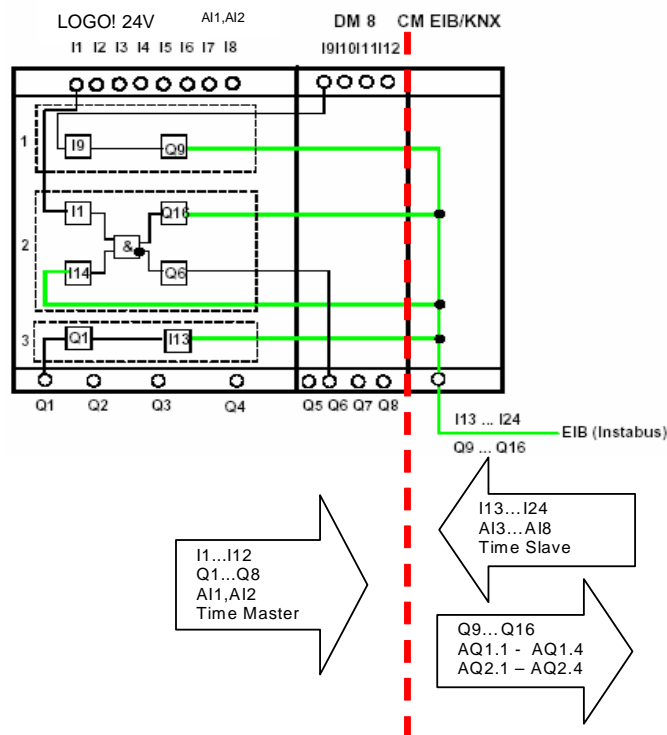 LOGO! 24V AI1,AI2 DM 8 CM EIB/KNX
I1 I2 I3 I4 I5 I6 I7 I8 I9I10I11I12
1
I9 Q9
I1 Q16
2
&
I14 Q6
3
Q1 I13
Q1 Q2 Q3 Q4 Q5 Q6 Q7 Q8
I13 ... I24
EIB (Instabus)
Q9 ... Q16
I1...I12
Q1...Q8
AI1,AI2
Time Master
I13...I24
AI3...AI8
Time Slave
Q9...Q16
AQ1.1 - AQ1.4
AQ2.1 – AQ2.4